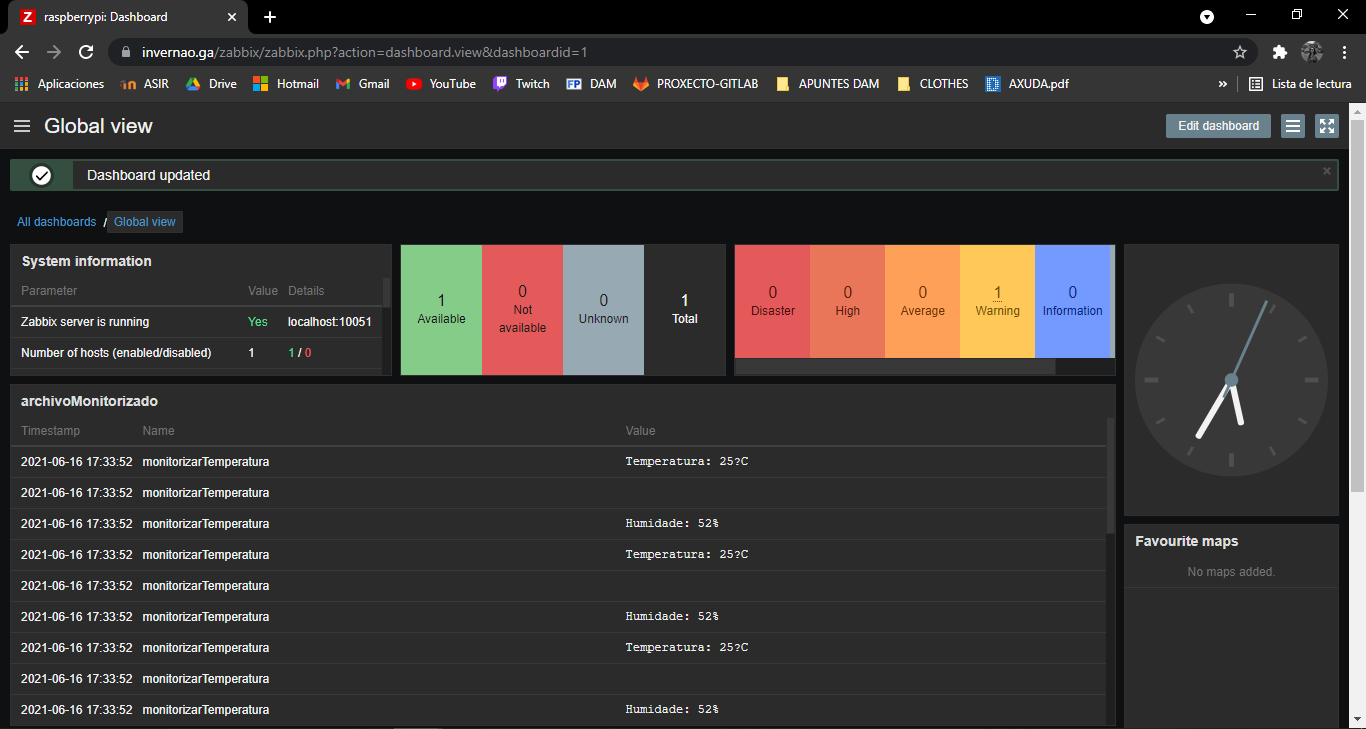 Z raspberrypi: Dashboard
invernao.ga/zabbix/zabbix.php?action=dashboard.view&dashboardid=1
Aplicaciones ASIR Drive Hotmail Gmail YouTube Twitch FP DAM PROXECTO-GITLAB APUNTES DAM CLOTHES AXUDA.pdf » Lista de lectura
Global view
Edit dashboard
Dashboard updated
All dashboards / Global view
System information
Parameter Value Details
Zabbix server is running Yes localhost:10051
Number of hosts (enabled/disabled) 1 1 / 0
1 Available
0 Not available
0 Unknown
1 Total
0 Disaster
0 High
0 Average
1 Warning
0 Information
archivoMonitorizado
Timestamp Name Value
2021-06-16 17:33:52 monitorizarTemperatura Temperatura: 25?C
2021-06-16 17:33:52 monitorizarTemperatura
2021-06-16 17:33:52 monitorizarTemperatura Humidade: 52%
2021-06-16 17:33:52 monitorizarTemperatura Temperatura: 25?C
2021-06-16 17:33:52 monitorizarTemperatura
2021-06-16 17:33:52 monitorizarTemperatura Humidade: 52%
2021-06-16 17:33:52 monitorizarTemperatura Temperatura: 25?C
2021-06-16 17:33:52 monitorizarTemperatura
2021-06-16 17:33:52 monitorizarTemperatura Humidade: 52%
Favourite maps
No maps added.